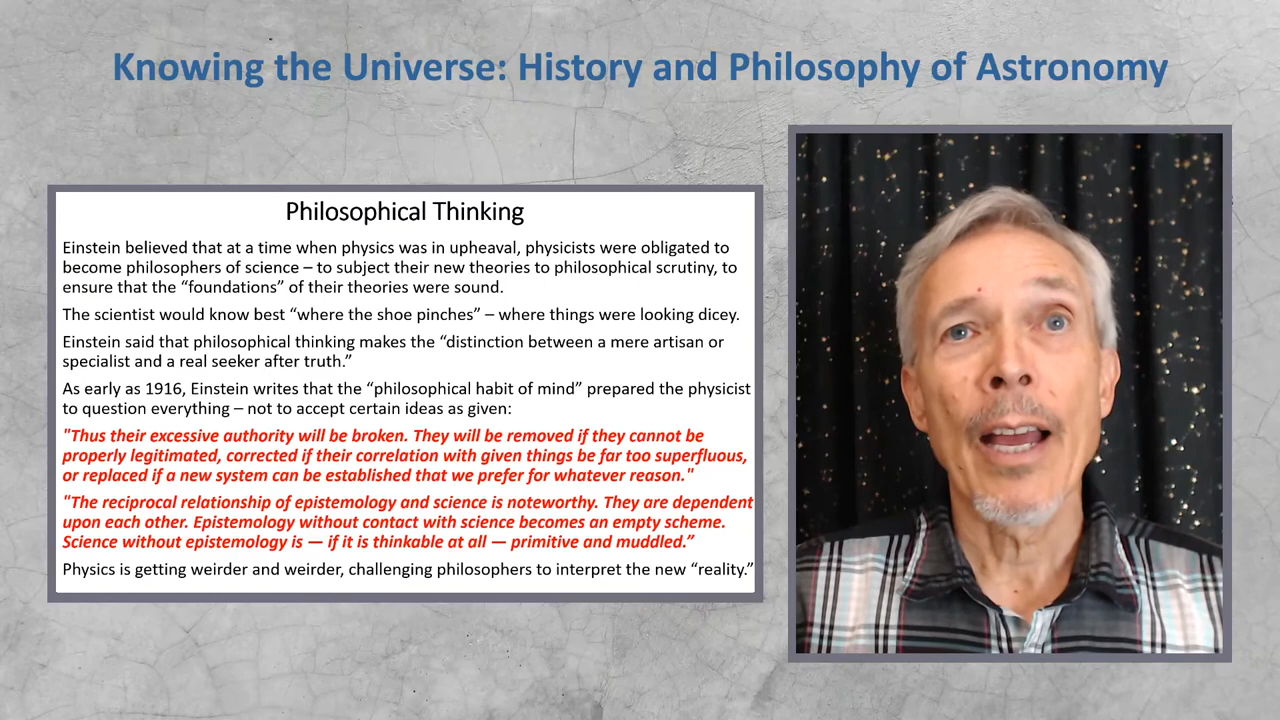 Knowing the Universe: History and Philosophy of Astronomy
Philosophical Thinking
Einstein believed that at a time when physics was in upheaval, physicists were obligated to
become philosophers of science – to subject their new theories to philosophical scrutiny, to
ensure that the “foundations” of their theories were sound.
The scientist would know best “where the shoe pinches” – where things were looking dicey.
Einstein said that philosophical thinking makes the “distinction between a mere artisan or
specialist and a real seeker after truth.”
As early as 1916, Einstein writes that the “philosophical habit of mind” prepared the physicist
to question everything – not to accept certain ideas as given:
"Thus their excessive authority will be broken. They will be removed if they cannot be
properly legitimated, corrected if their correlation with given things be far too superfluous,
or replaced if a new system can be established that we prefer for whatever reason."
"The reciprocal relationship of epistemology and science is noteworthy. They are dependent
upon each other. Epistemology without contact with science becomes an empty scheme.
Science without epistemology is — if it is thinkable at all — primitive and muddled.”
Physics is getting weirder and weirder, challenging philosophers to interpret the new “reality.”